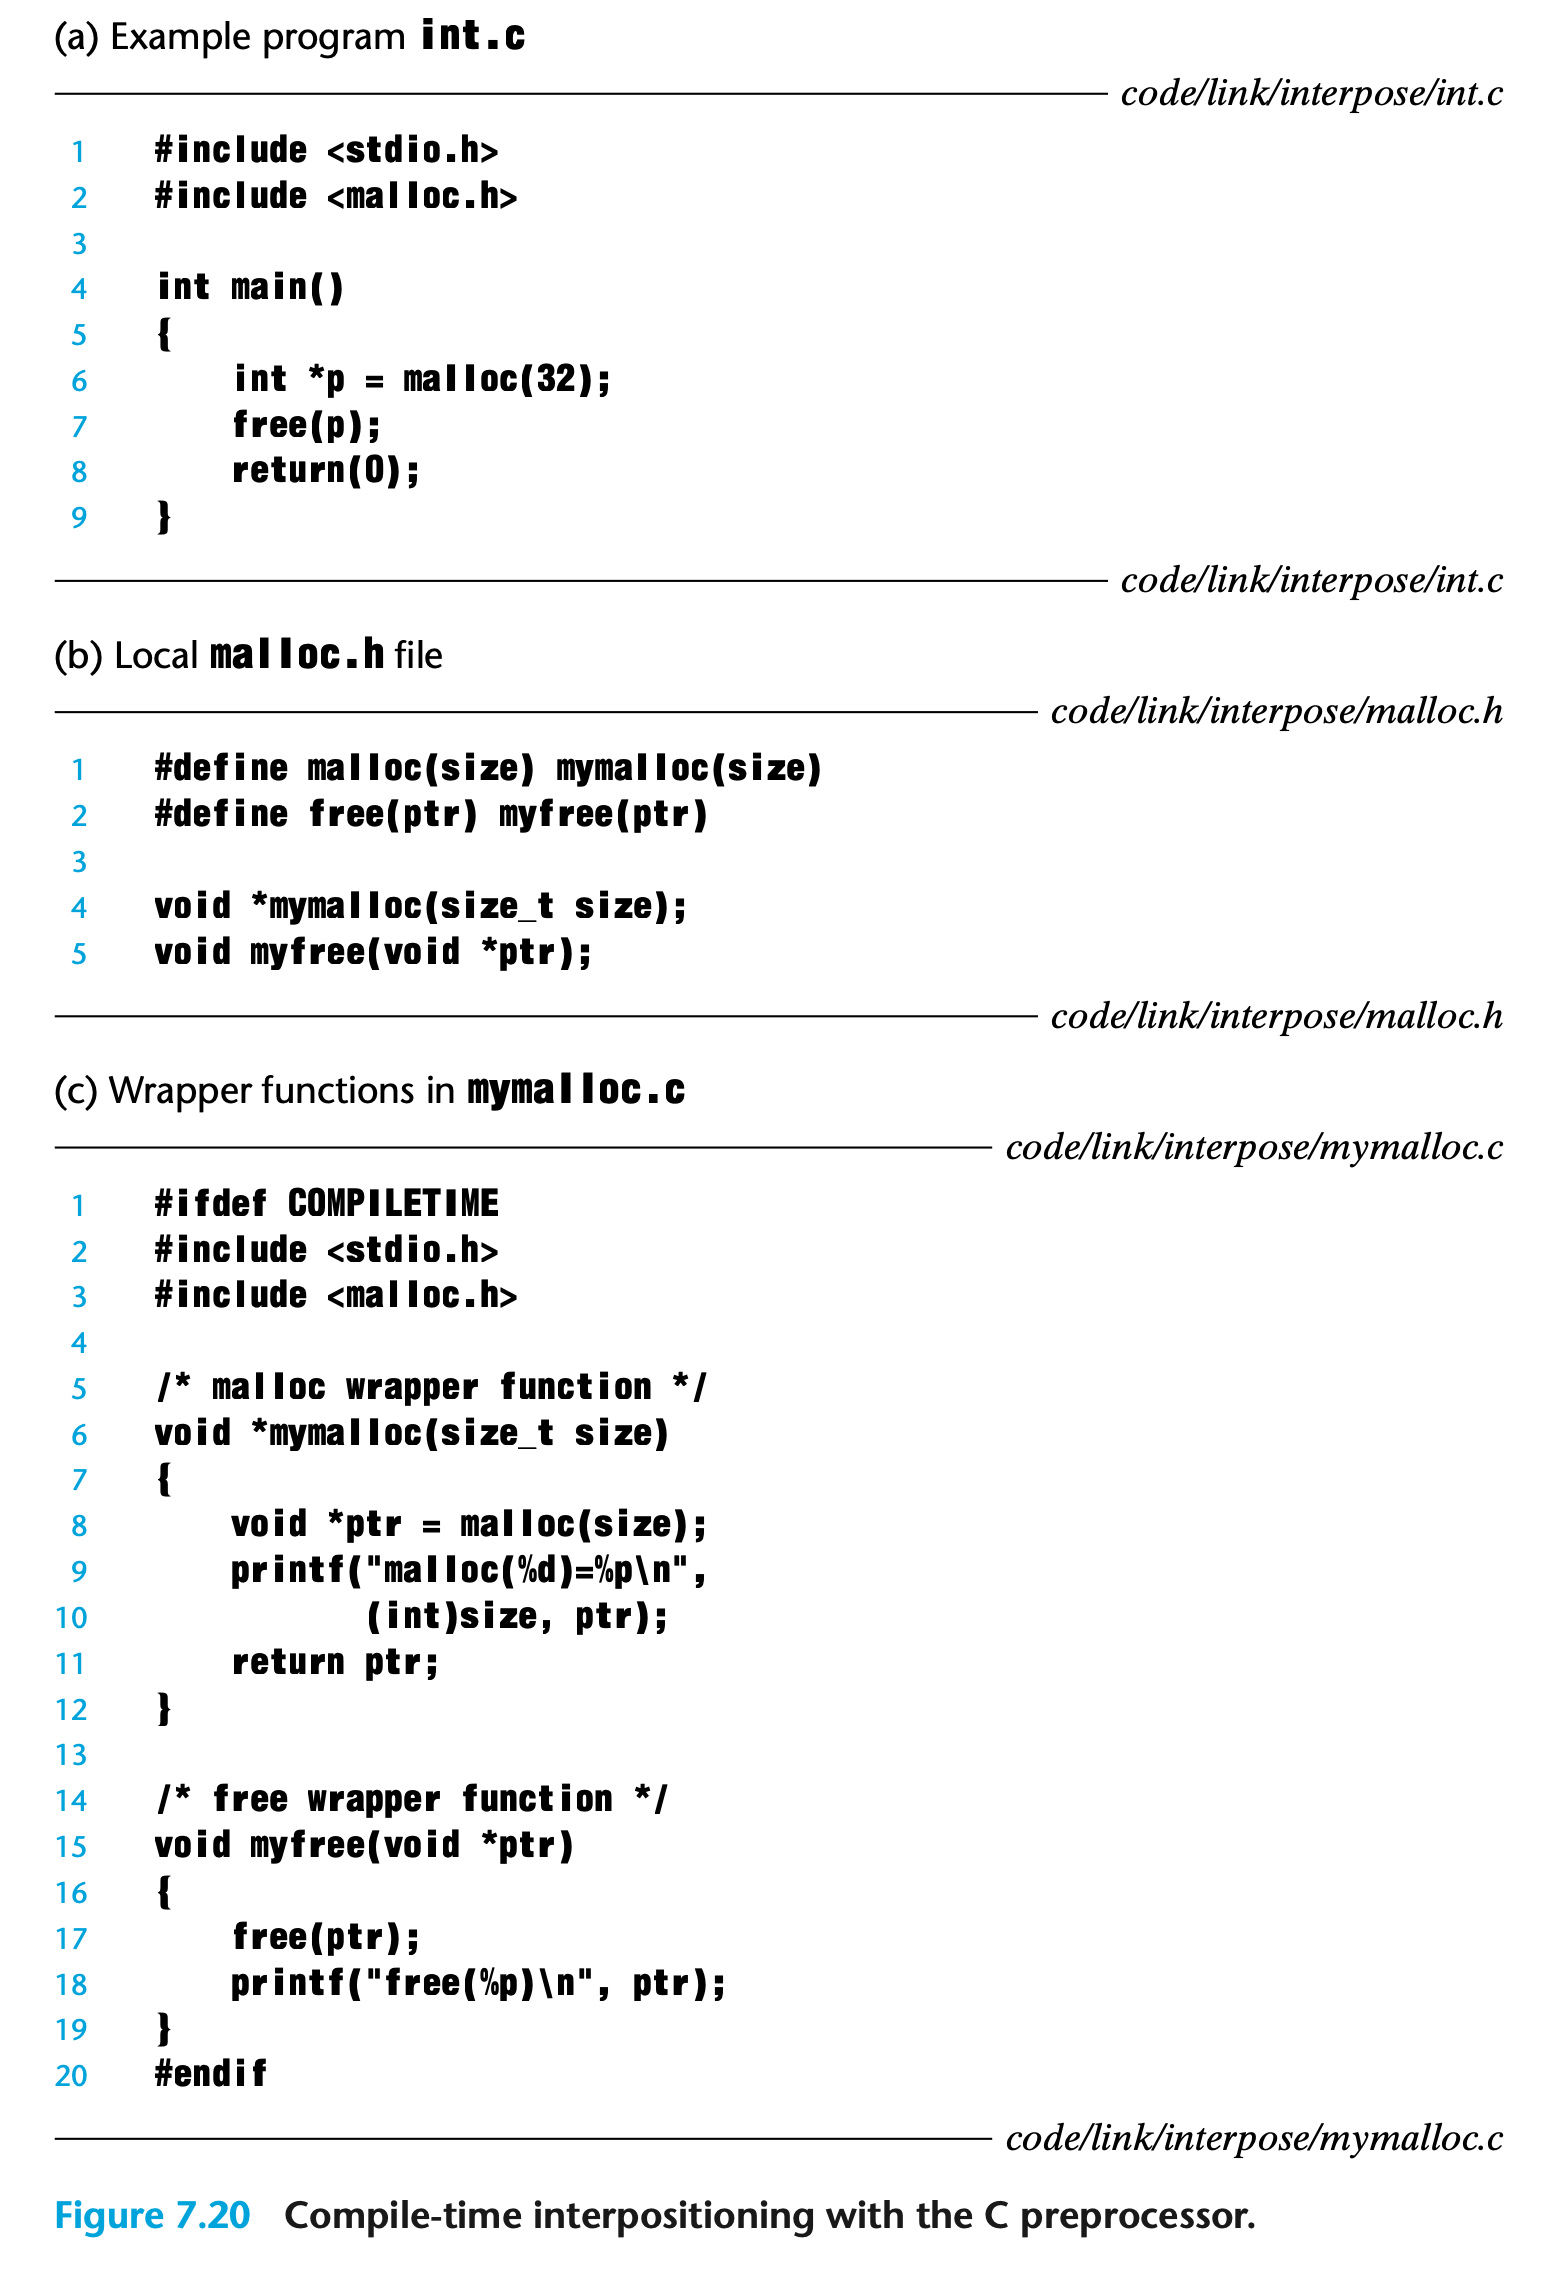 (a) Example program int.c
code/link/interpose/int.c
1 #include <stdio.h>
2 #include <malloc.h>
3
4 int main()
5 {
6     int *p = malloc(32);
7     free(p);
8     return(0);
9 }
code/link/interpose/int.c
(b) Local malloc.h file
code/link/interpose/malloc.h
1 #define malloc(size) mymalloc(size)
2 #define free(ptr) myfree(ptr)
3
4 void *mymalloc(size_t size);
5 void myfree(void *ptr);
code/link/interpose/malloc.h
(c) Wrapper functions in mymalloc.c
code/link/interpose/mymalloc.c
1 #ifdef COMPILETIME
2 #include <stdio.h>
3 #include <malloc.h>
4
5 /* malloc wrapper function */
6 void *mymalloc(size_t size)
7 {
8     void *ptr = malloc(size);
9     printf("malloc(%d)=%p\n",
10            (int)size, ptr);
11     return ptr;
12 }
13
14 /* free wrapper function */
15 void myfree(void *ptr)
16 {
17     free(ptr);
18     printf("free(%p)\n", ptr);
19 }
20 #endif
code/link/interpose/mymalloc.c
Figure 7.20 Compile-time interpositioning with the C preprocessor.